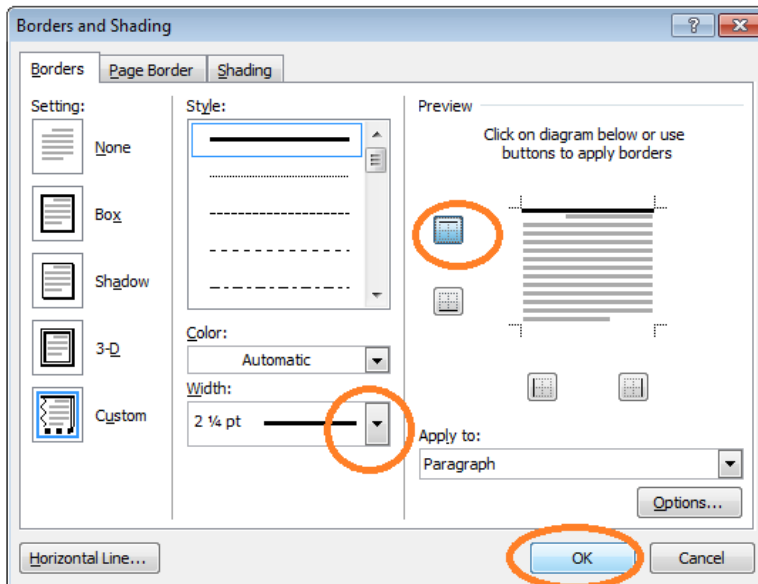 Borders and Shading
Borders
Page Border
Shading
Setting:
None
Box
Shadow
3-D
Custom
Style:
Color:
Automatic
Width:
2 ¼ pt
Preview
Click on diagram below or use
buttons to apply borders
Apply to:
Paragraph
Options...
Horizontal Line...
OK
Cancel